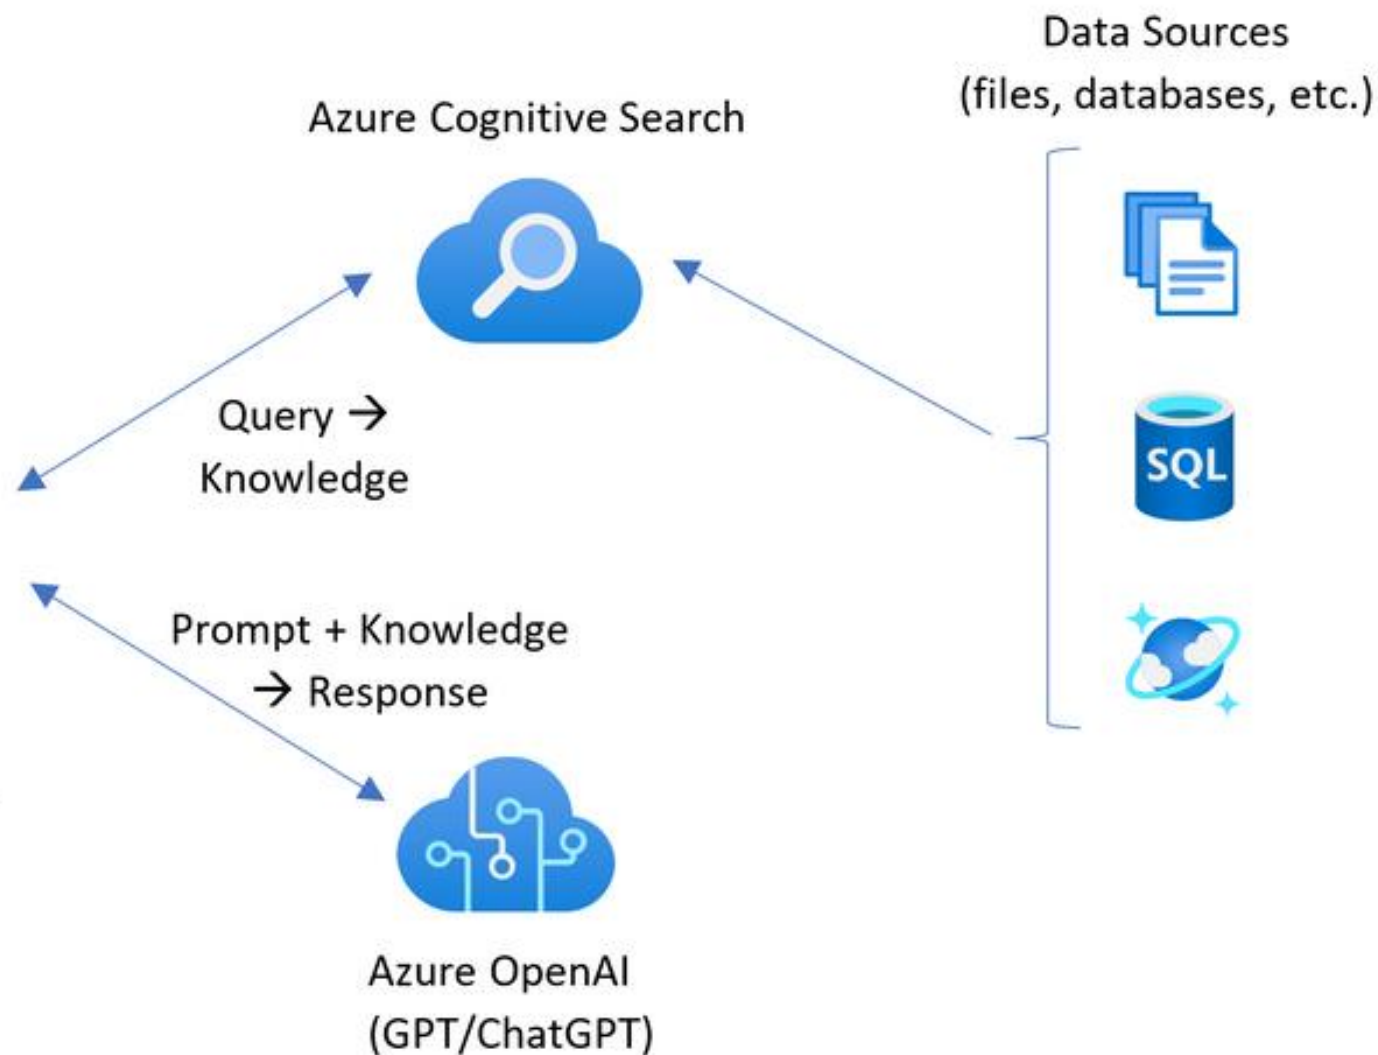 Data Sources
(files, databases, etc.)
Azure Cognitive Search
Query →
Knowledge
SQL
Prompt + Knowledge
→ Response
Azure OpenAI
(GPT/ChatGPT)